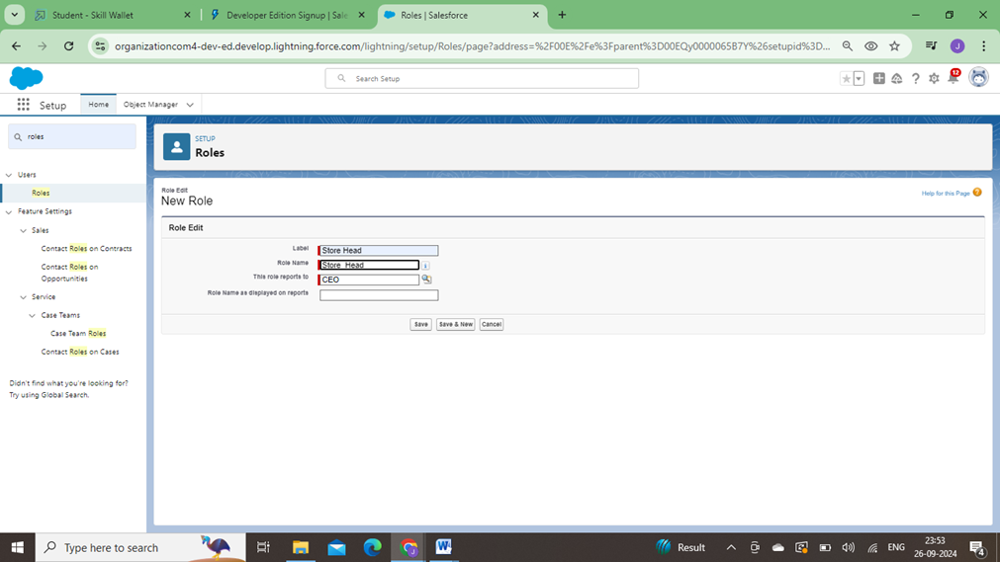 Student - Skill Wallet
Developer Edition Signup | Sale
Roles | Salesforce
organizationcom4-dev-ed.develop.lightning.force.com/lightning/setup/Roles/page?address=%2F00E%2Fe%3Fparent%3D00EQy0000065B7Y%26setupid%3D...
J
Search Setup
12
Setup
Home
Object Manager
roles
Users
Roles
Feature Settings
Sales
Contact Roles on Contracts
Contact Roles on
Opportunities
Service
Case Teams
Case Team Roles
Contact Roles on Cases
Didn't find what you're looking for?
Try using Global Search.
SETUP
Roles
Role Edit
New Role
Help for this Page
Role Edit
Label
Store Head
Role Name
Store_Head
This role reports to
CEO
Role Name as displayed on reports
Save
Save & New
Cancel
Type here to search
Result
ENG
23:53
26-09-2024
4